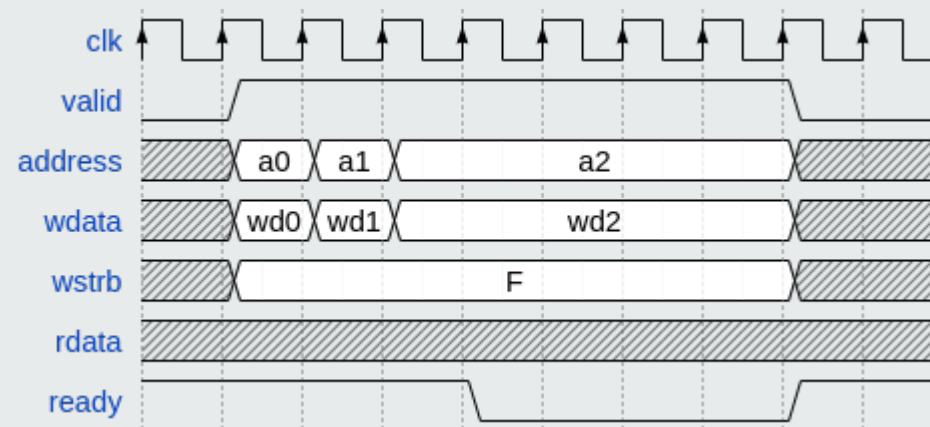 clk
valid
address a0 a1 a2
wdata wd0 wd1 wd2
wstrb F
rdata
ready